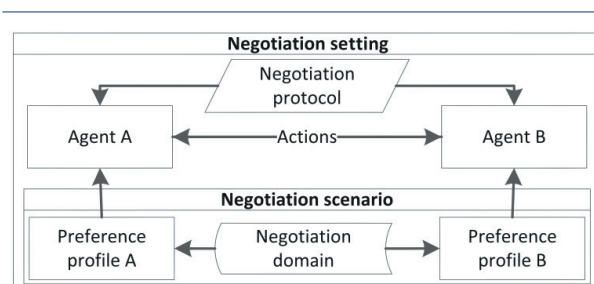 Negotiation setting
Negotiation
protocol
Agent A
Actions
Agent B
Negotiation scenario
Preference
profile A
Negotiation
domain
Preference
profile B